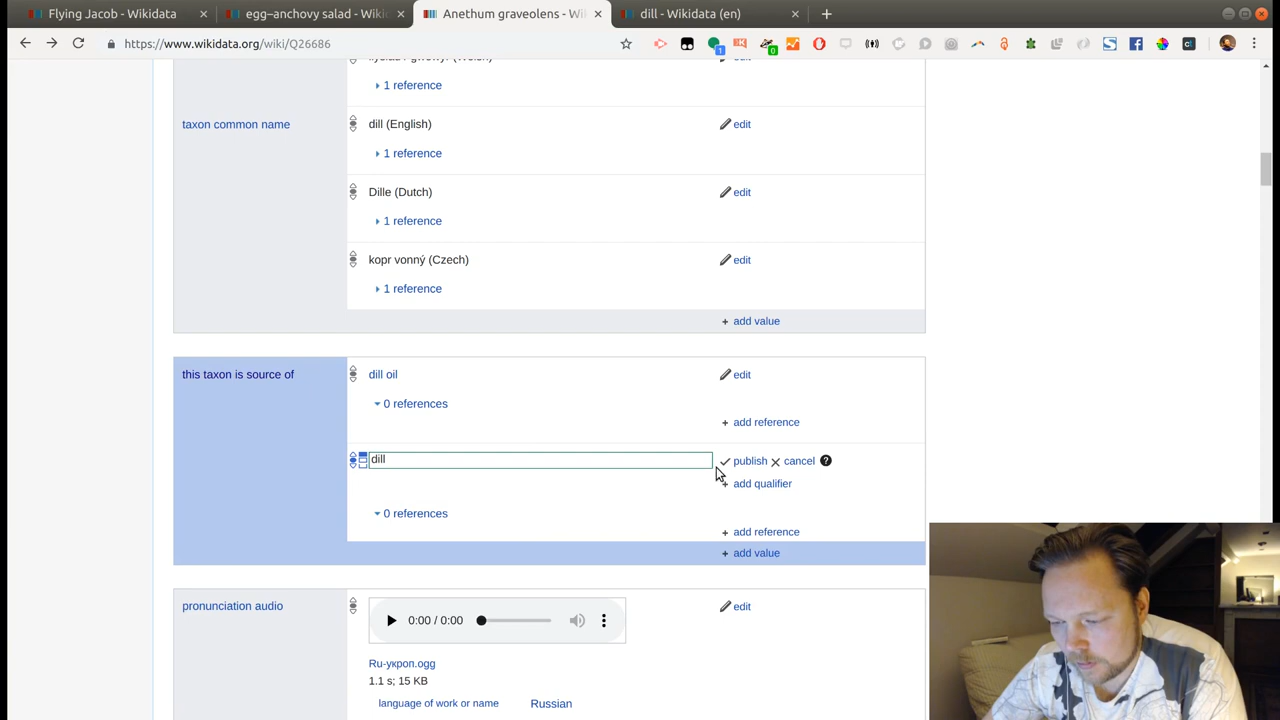 Flying Jacob - Wikidata
egg–anchovy salad - Wiki
Anethum graveolens - Wi
dill - Wikidata (en)
https://www.wikidata.org/wiki/Q26686
1 reference
taxon common name
dill (English)
edit
1 reference
Dille (Dutch)
edit
1 reference
kopr vonný (Czech)
edit
1 reference
+ add value
this taxon is source of
dill oil
edit
0 references
+ add reference
dill
publish
cancel
?
+ add qualifier
0 references
+ add reference
+ add value
pronunciation audio
0:00 / 0:00
edit
Ru-укроп.ogg
1.1 s; 15 KB
language of work or name
Russian